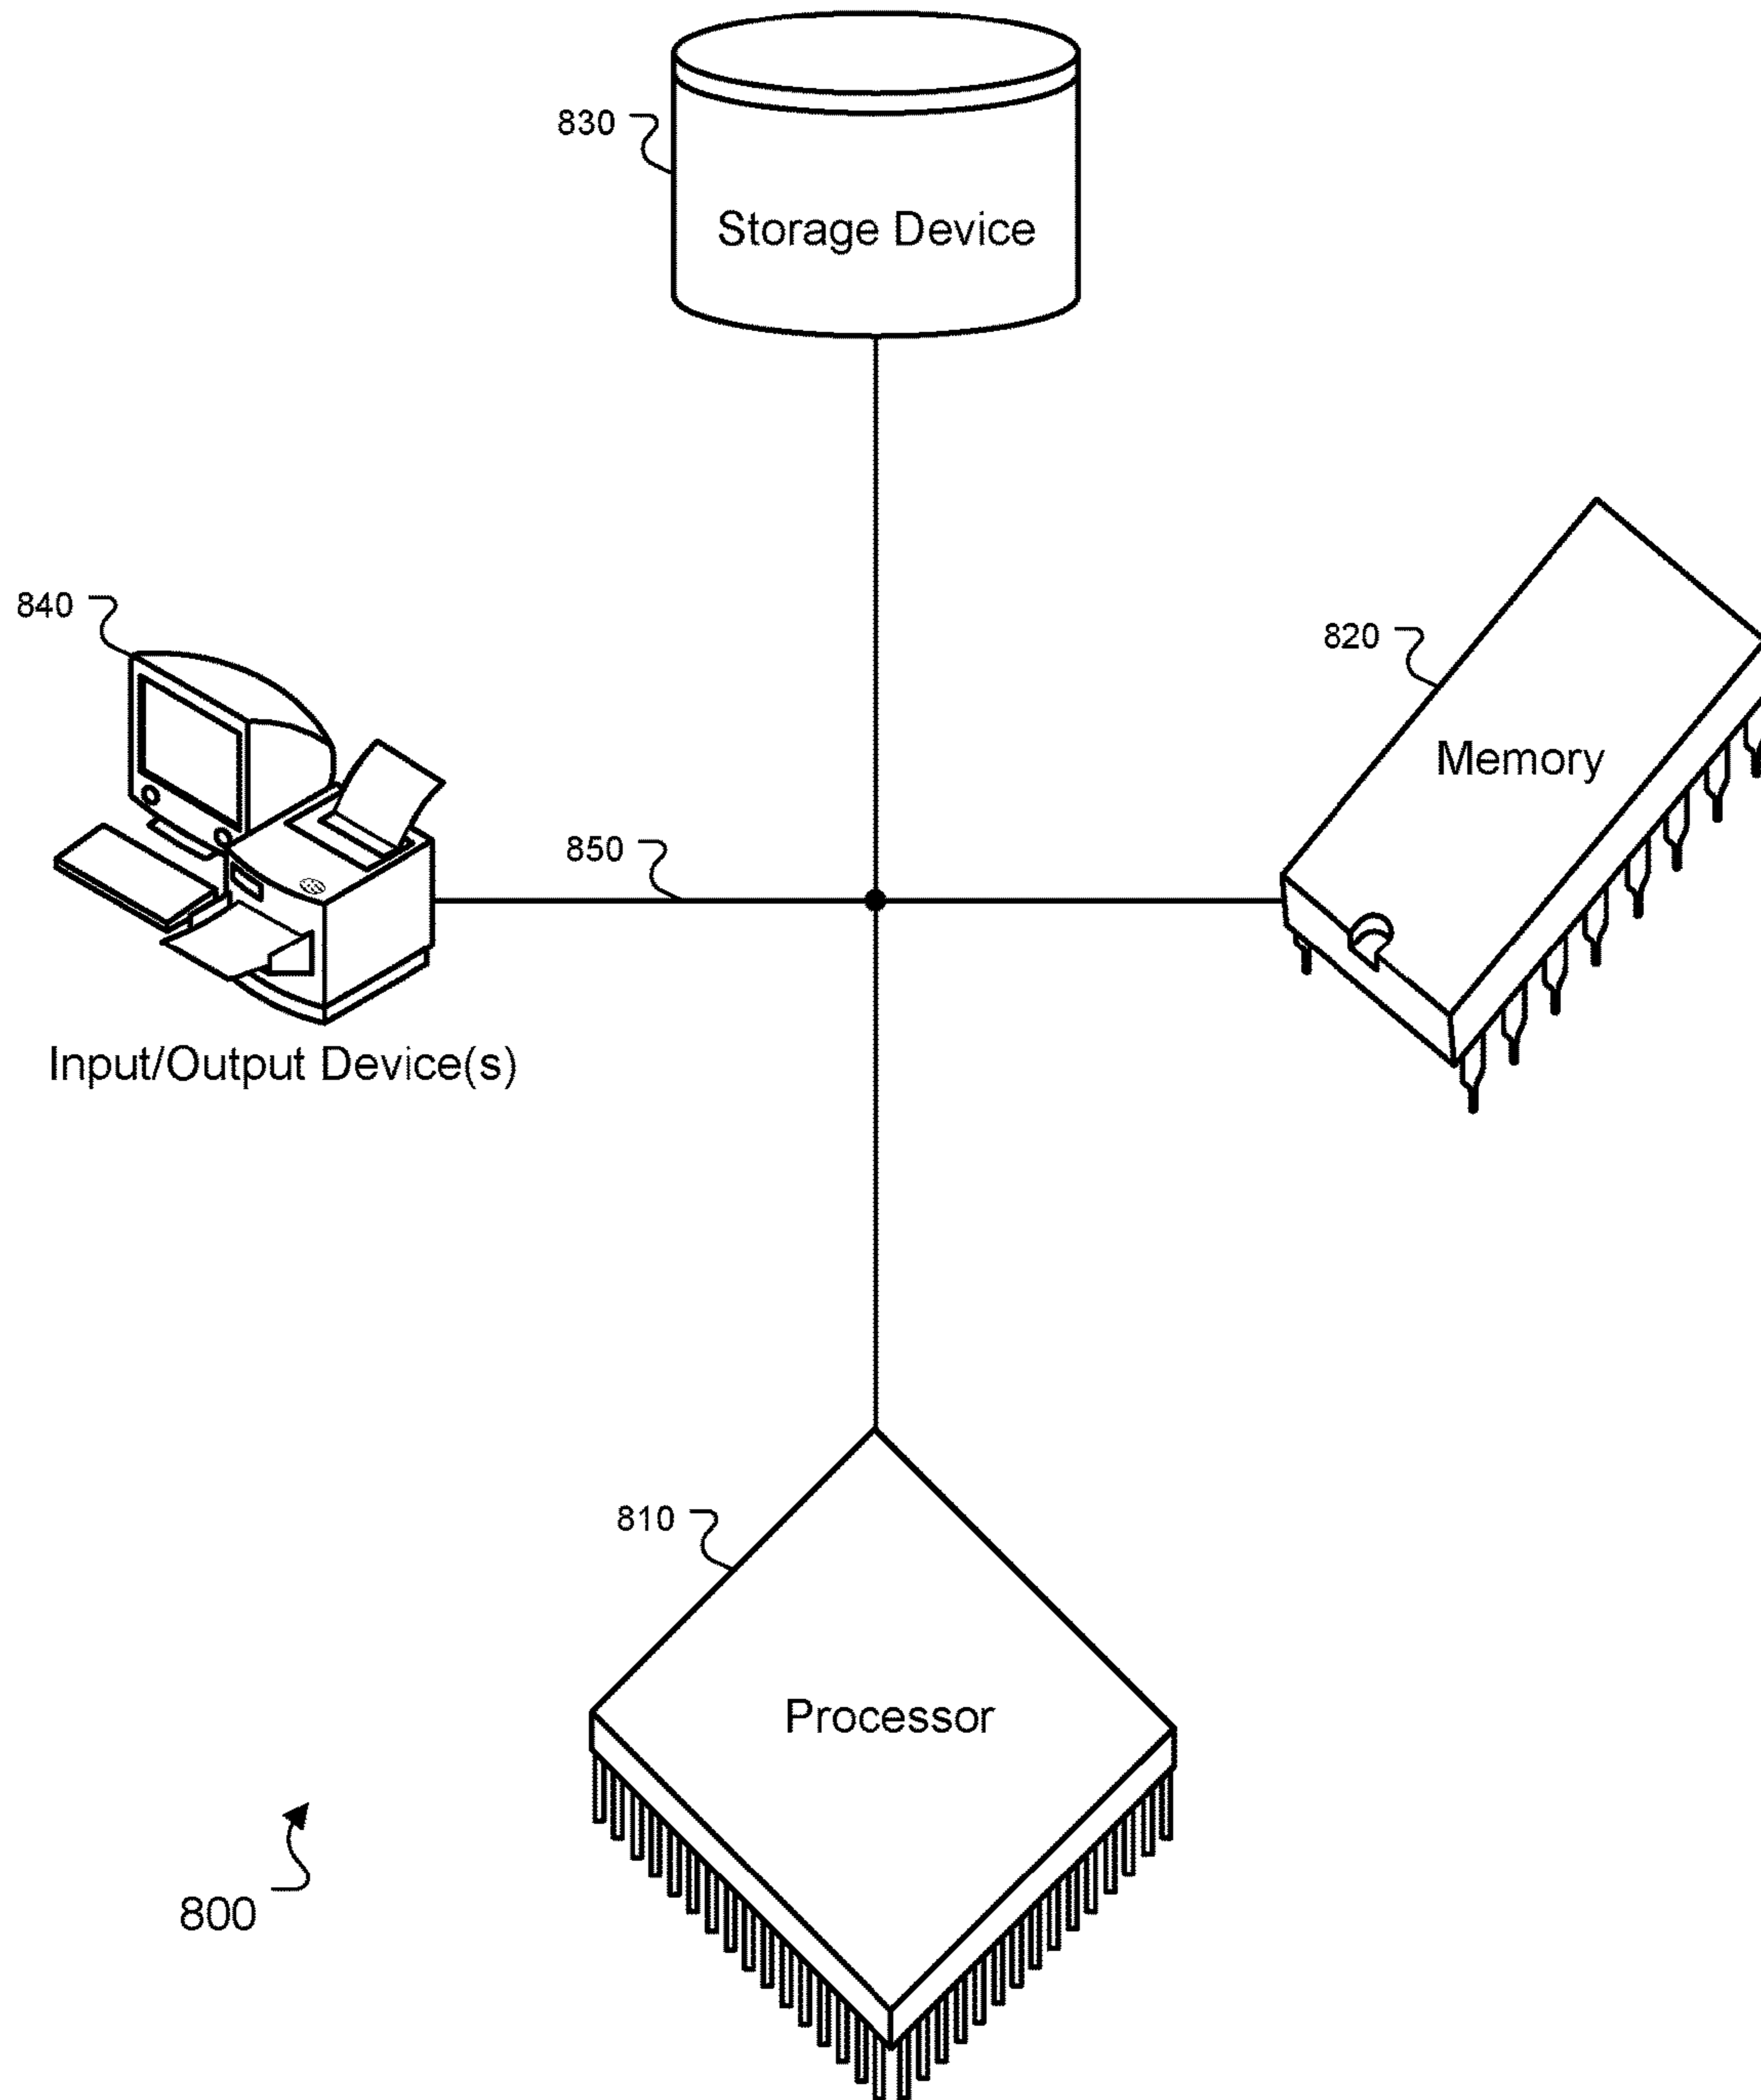 830
Storage Device
840
820
Memory
850
Input/Output Device(s)
810
Processor
800